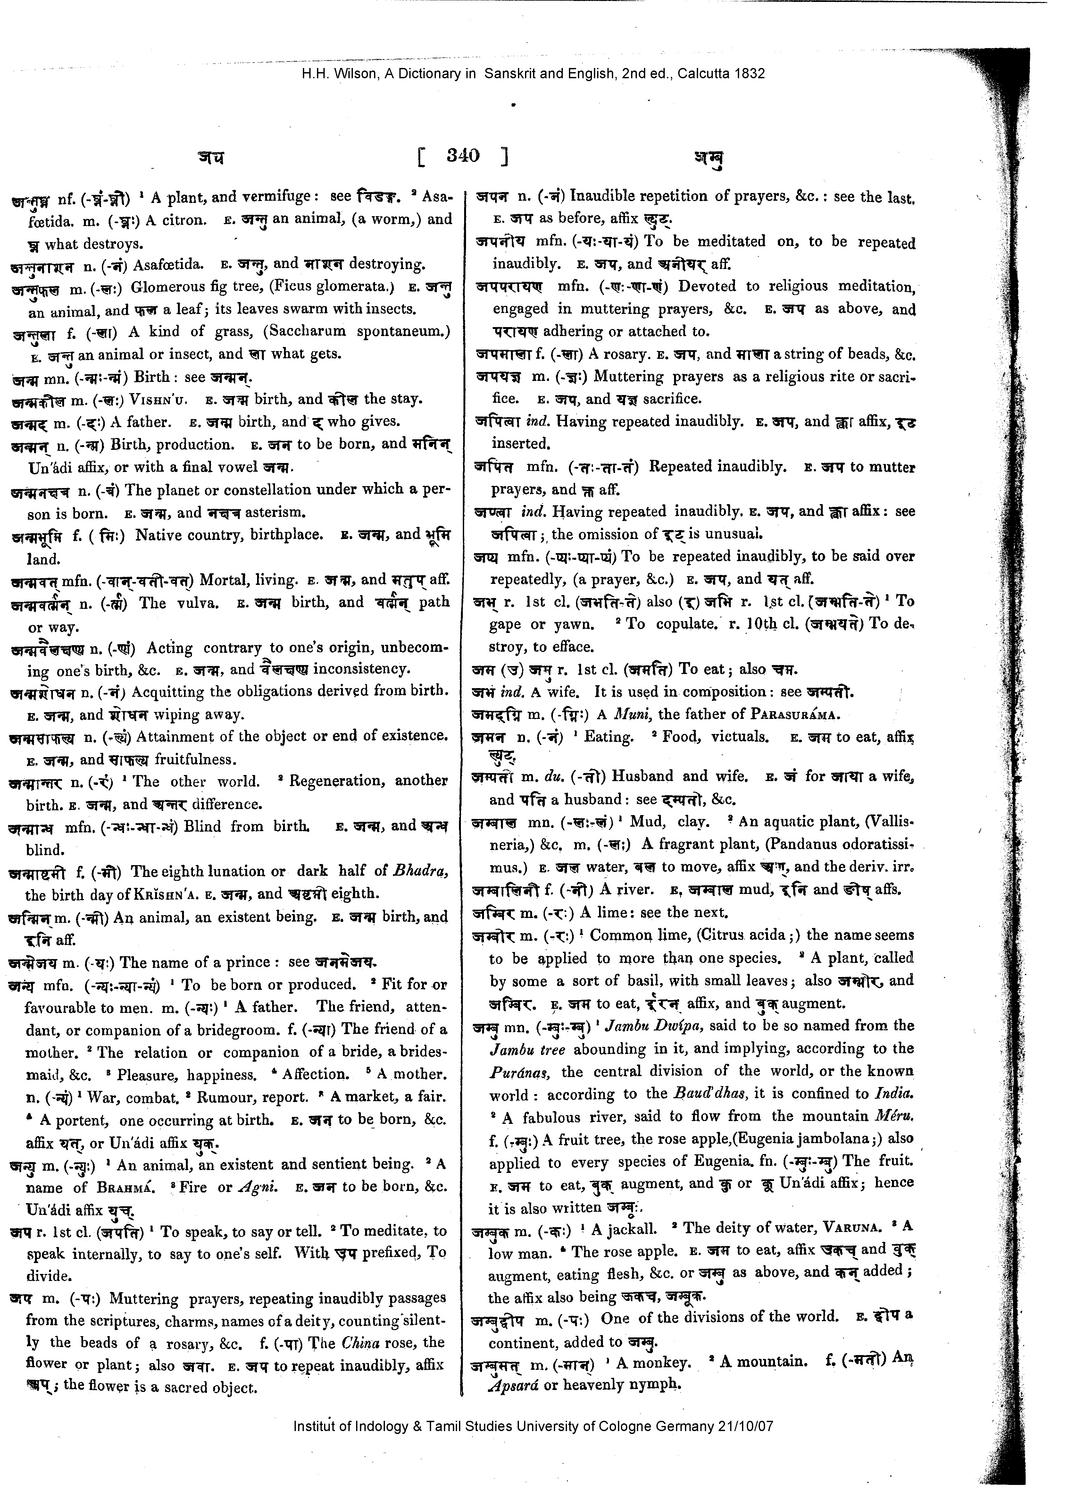 H.H. Wilson, A Dictionary in Sanskrit and English, 2nd ed., Calcutta 1832
जप
[ 340 ]
जम्बु
जन्तुघ्न nf. (-घ्नं-घ्नी) ¹ A plant, and vermifuge: see विडङ्ग. ² Asa-
fœtida. m. (-घ्नः) A citron. E. जन्तु an animal, (a worm,) and
घ्न what destroys.
जन्तुनाशन n. (-नं) Asafœtida. E. जन्तु, and नाशन destroying.
जन्तुफल m. (-लः) Glomerous fig tree, (Ficus glomerata.) E. जन्तु
an animal, and फल a leaf; its leaves swarm with insects.
जन्तुला f. (-ला) A kind of grass, (Saccharum spontaneum.)
E. जन्तु an animal or insect, and ला what gets.
जन्म mn. (-न्मः-न्मं) Birth: see जन्मन्.
जन्मकील m. (-लः) VISHN'U. E. जन्म birth, and कील the stay.
जन्मद m. (-दः) A father. E. जन्म birth, and द who gives.
जन्मन् n. (-न्म) Birth, production. E. जन to be born, and मनिन्
Un'ádi affix, or with a final vowel जन्म.
जन्मनक्षत्र n. (-त्रं) The planet or constellation under which a per-
son is born. E. जन्म, and नक्षत्र asterism.
जन्मभूमि f. ( मिः) Native country, birthplace. E. जन्म, and भूमि
land.
जन्मवत् mfn. (-वान्-वती-वत्) Mortal, living. E. जन्म, and मतुप् aff.
जन्मवर्त्मन् n. (-र्त्म) The vulva. E. जन्म birth, and वर्त्मन् path
or way.
जन्मवैलक्षण्य n. (-ण्यं) Acting contrary to one's origin, unbecom-
ing one's birth, &c. E. जन्म, and वैलक्षण्य inconsistency.
जन्मशोधन n. (-नं) Acquitting the obligations derived from birth.
E. जन्म, and शोधन wiping away.
जन्मसाफल्य n. (-ल्यं) Attainment of the object or end of existence.
E. जन्म, and साफल्य fruitfulness.
जन्मान्तर n. (-रं) ¹ The other world. ² Regeneration, another
birth. E. जन्म, and अन्तर difference.
जन्मान्ध mfn. (-न्धः-न्धा-न्धं) Blind from birth. E. जन्म, and अन्ध
blind.
जन्माष्टमी f. (-मी) The eighth lunation or dark half of Bhadra,
the birth day of KRĬSHN'A. E. जन्म, and अष्टमी eighth.
जन्मिन् m. (-न्मी) An animal, an existent being. E. जन्म birth, and
इनि aff.
जन्मेजय m. (-यः) The name of a prince: see जनमेजय.
जन्य mfn. (-न्यः-न्या-न्यं) ¹ To be born or produced. ² Fit for or
favourable to men. m. (-न्यः) ¹ A father. The friend, atten-
dant, or companion of a bridegroom. f. (-न्या) The friend of a
mother. ² The relation or companion of a bride, a brides-
maid, &c. ³ Pleasure, happiness. ⁴ Affection. ⁵ A mother.
n. (-न्यं) ¹ War, combat. ² Rumour, report. ³ A market, a fair.
⁴ A portent, one occurring at birth. E. जन to be born, &c.
affix यत्, or Un'ádi affix यक्.
जन्यु m. (-न्युः) ¹ An animal, an existent and sentient being. ² A
name of BRAHMÁ. ³ Fire or Agni. E. जन to be born, &c.
Un'ádi affix युच्.
जप r. 1st cl. (जपति) ¹ To speak, to say or tell. ² To meditate, to
speak internally, to say to one's self. With उप prefixed, To
divide.
जप m. (-पः) Muttering prayers, repeating inaudibly passages
from the scriptures, charms, names of a deity, counting silent-
ly the beads of a rosary, &c. f. (-पा) The China rose, the
flower or plant; also जवा. E. जप to repeat inaudibly, affix
अप्; the flower is a sacred object.
जपन n. (-नं) Inaudible repetition of prayers, &c.: see the last.
E. जप as before, affix ल्युट्.
जपनीय mfn. (-यः-या-यं) To be meditated on, to be repeated
inaudibly. E. जप, and अनीयर् aff.
जपपरायण mfn. (-णः-णा-णं) Devoted to religious meditation,
engaged in muttering prayers, &c. E. जप as above, and
परायण adhering or attached to.
जपमाला f. (-ला) A rosary. E. जप, and माला a string of beads, &c.
जपयज्ञ m. (-ज्ञः) Muttering prayers as a religious rite or sacri-
fice. E. जप, and यज्ञ sacrifice.
जपित्वा ind. Having repeated inaudibly. E. जप, and क्त्वा affix, इट
inserted.
जपित mfn. (-तः-ता-तं) Repeated inaudibly. E. जप to mutter
prayers, and क्त aff.
जप्त्वा ind. Having repeated inaudibly. E. जप, and क्त्वा affix: see
जपित्वा; the omission of इट् is unusual.
जप्य mfn. (-प्यः-प्या-प्यं) To be repeated inaudibly, to be said over
repeatedly, (a prayer, &c.) E. जप, and यत् aff.
जभ् r. 1st cl. (जभति-ते) also (इ) जभि r. 1st cl. (जम्भति-ते) ¹ To
gape or yawn. ² To copulate. r. 10th cl. (जम्भयते) To de-
stroy, to efface.
जम (उ) जमु r. 1st cl. (जमति) To eat; also चम.
जमं ind. A wife. It is used in composition: see जम्पती.
जमदग्नि m. (-ग्निः) A Muni, the father of PARASURÁMA.
जमन n. (-नं) ¹ Eating. ² Food, victuals. E. जम to eat, affix
ल्युट्.
जम्पती m. du. (-ती) Husband and wife. E. जं for जाया a wife,
and पति a husband: see दम्पती, &c.
जम्बाल mn. (-लः-लं) ¹ Mud, clay. ² An aquatic plant, (Vallis-
neria,) &c. m. (-लः) A fragrant plant, (Pandanus odoratissi-
mus.) E. जल water, बल to move, affix अण्, and the deriv. irr.
जम्बालिनी f. (-नी) A river. E. जम्बाल mud, इनि and ङीष् affs.
जम्बिर m. (-रः) A lime: see the next.
जम्बीर m. (-रः) ¹ Common lime, (Citrus acida;) the name seems
to be applied to more than one species. ² A plant, called
by some a sort of basil, with small leaves; also जम्भीर, and
जम्बिर. E. जम to eat, ईरन् affix, and बुक् augment.
जम्बु mn. (-म्बुः-म्बु) ¹ Jambu Dwípa, said to be so named from the
Jambu tree abounding in it, and implying, according to the
Puránas, the central division of the world, or the known
world: according to the Baud'dhas, it is confined to India.
² A fabulous river, said to flow from the mountain Méru.
f. (-म्बुः) A fruit tree, the rose apple,(Eugenia jambolana;) also
applied to every species of Eugenia. fn. (-म्बुः-म्बु) The fruit.
E. जम to eat, बुक् augment, and कु or कू Un'ádi affix; hence
it is also written जम्बूः.
जम्बुक m. (-कः) ¹ A jackall. ² The deity of water, VARUNA. ³ A
low man. ⁴ The rose apple. E. जम to eat, affix उकच् and वुक्
augment, eating flesh, &c. or जम्बु as above, and कन् added;
the affix also being ऊकच, जम्बूक.
जम्बुद्वीप m. (-पः) One of the divisions of the world. E. द्वीप a
continent, added to जम्बु.
जम्बुमत् m. (-मान्) ¹ A monkey. ² A mountain. f. (-मती) An
Apsará or heavenly nymph.
Institut of Indology & Tamil Studies University of Cologne Germany 21/10/07